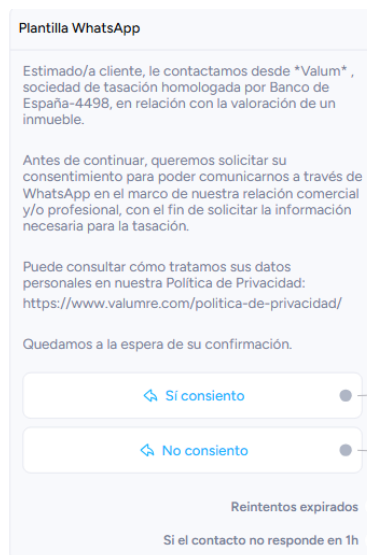 Plantilla WhatsApp
Estimado/a cliente, le contactamos desde *Valum* ,
sociedad de tasación homologada por Banco de
España-4498, en relación con la valoración de un
inmueble.
Antes de continuar, queremos solicitar su
consentimiento para poder comunicarnos a través de
WhatsApp en el marco de nuestra relación comercial
y/o profesional, con el fin de solicitar la información
necesaria para la tasación.
Puede consultar cómo tratamos sus datos
personales en nuestra Política de Privacidad:
https://www.valumre.com/politica-de-privacidad/
Quedamos a la espera de su confirmación.
Sí consiento
No consiento
Reintentos expirados
Si el contacto no responde en 1h